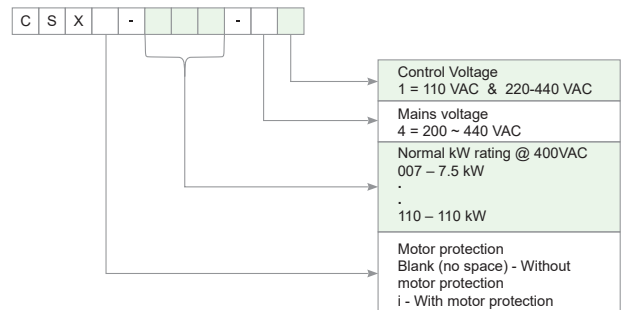 C S X - -
Control Voltage
1 = 110 VAC & 220-440 VAC
Mains voltage
4 = 200 ~ 440 VAC
Normal kW rating @ 400VAC
007 – 7.5 kW
.
.
110 – 110 kW
Motor protection
Blank (no space) - Without
motor protection
i - With motor protection